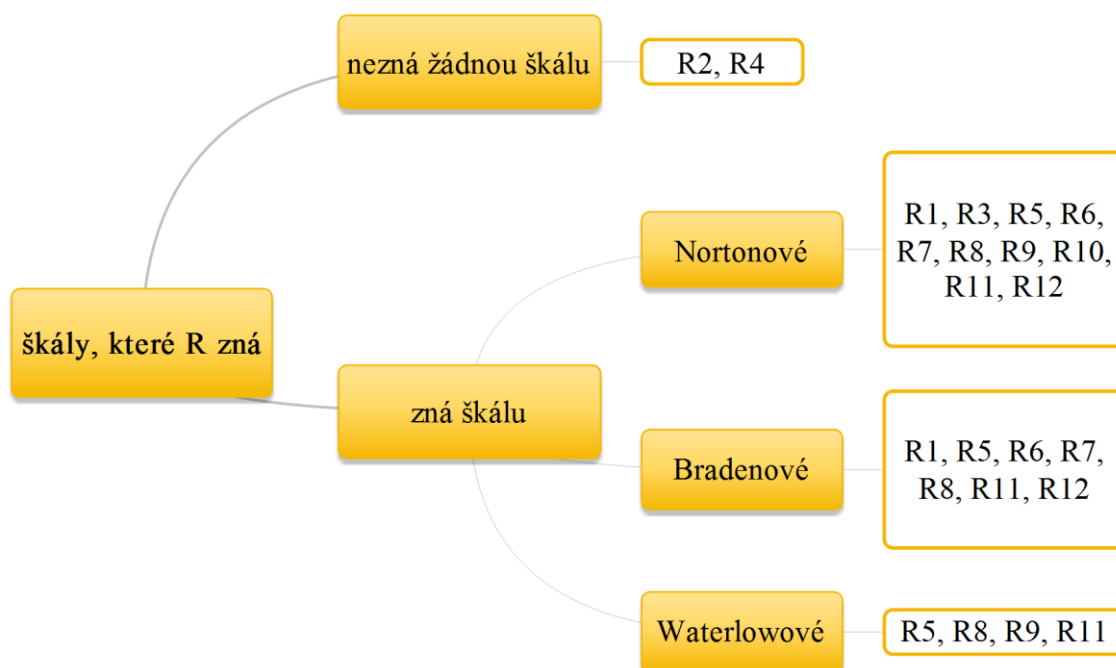 nezná žádnou škálu
R2, R4
škály, které R zná
zná škálu
Nortonové
R1, R3, R5, R6,
R7, R8, R9, R10,
R11, R12
Bradenové
R1, R5, R6, R7,
R8, R11, R12
Waterlowové
R5, R8, R9, R11